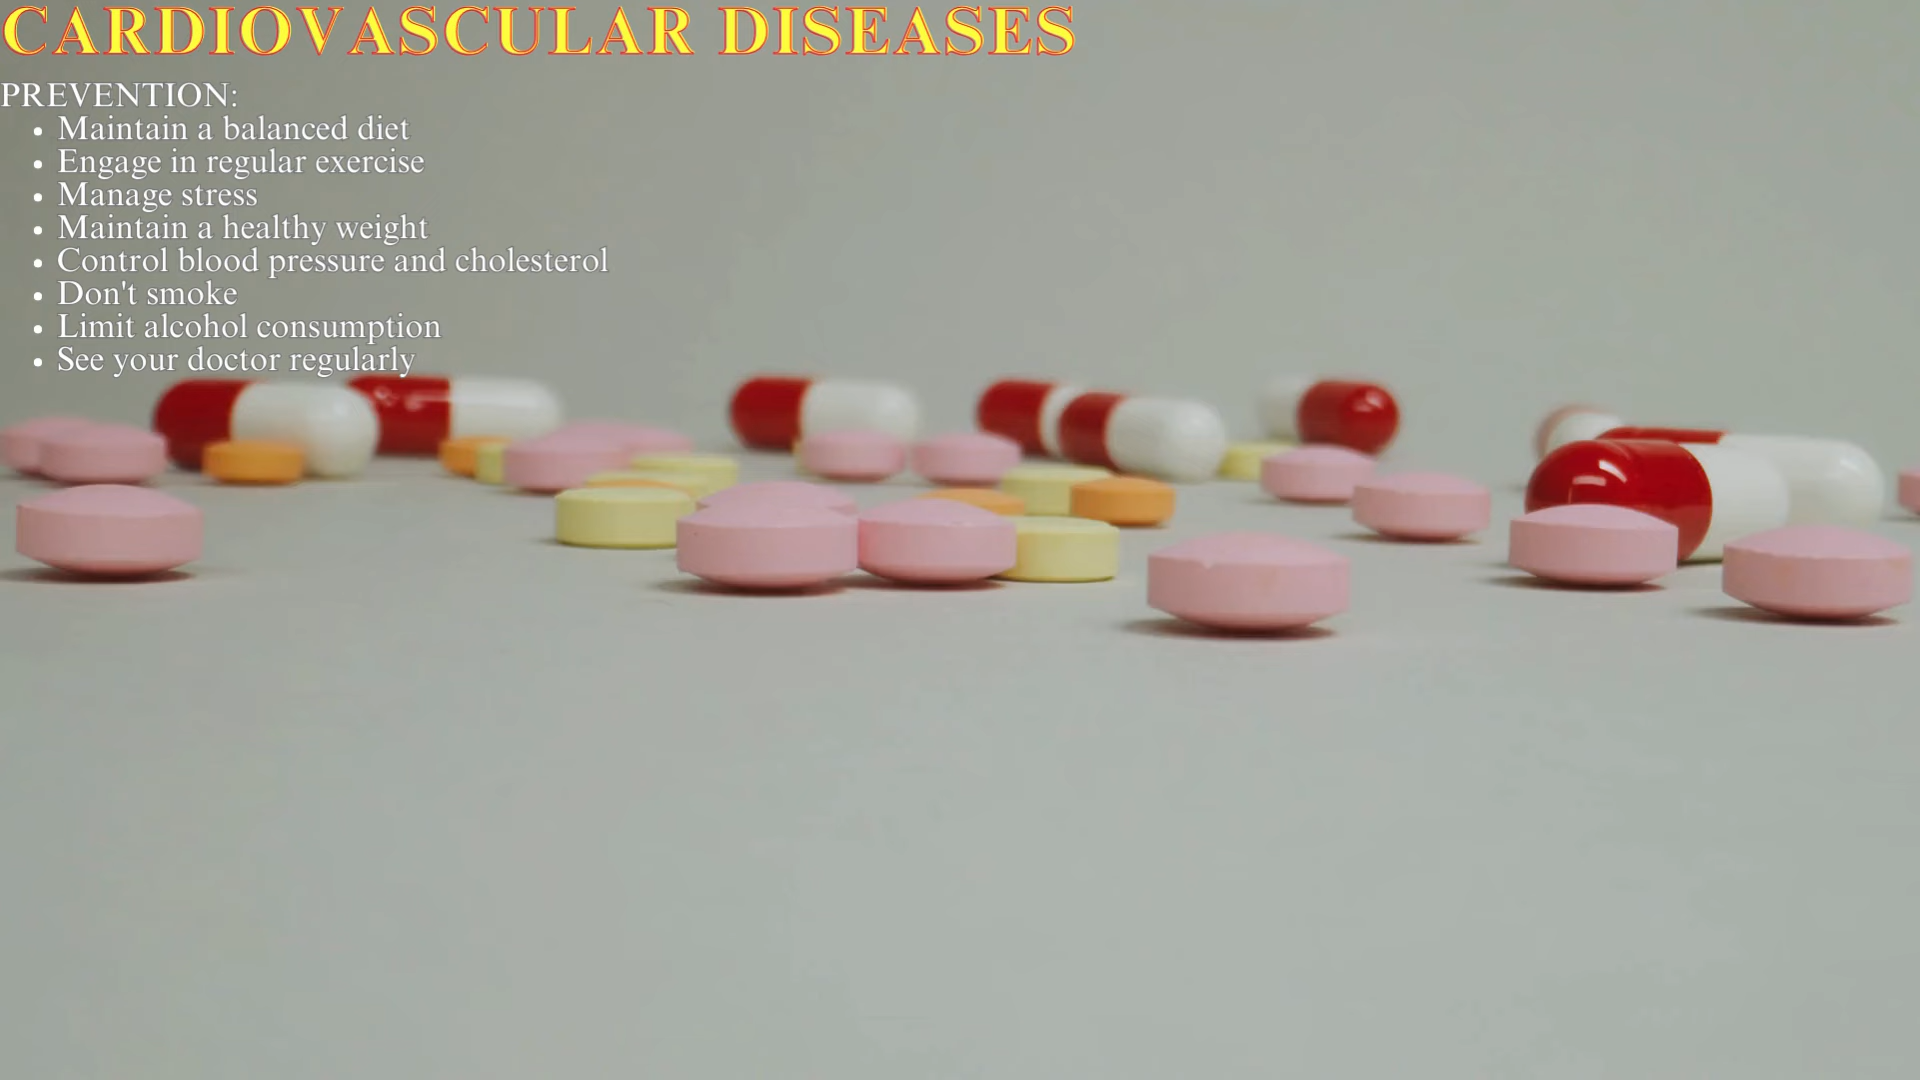 CARDIOVASCULAR DISEASES
PREVENTION:
• Maintain a balanced diet
• Engage in regular exercise
• Manage stress
• Maintain a healthy weight
• Control blood pressure and cholesterol
• Don't smoke
• Limit alcohol consumption
• See your doctor regularly